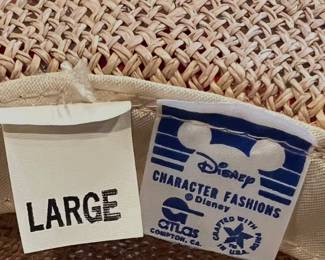 LARGE
Disney
CHARACTER FASHIONS
© Disney
ATLAS
COMPTON, CA.
CRAFTED WITH PRIDE
IN U.S.A.